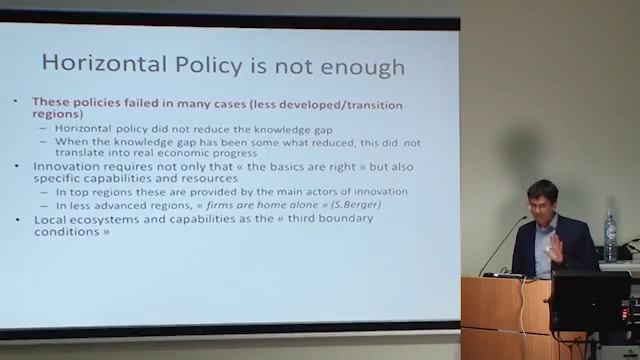 Horizontal Policy is not enough
• These policies failed in many cases (less developed/transition
regions)
– Horizontal policy did not reduce the knowledge gap
– When the knowledge gap has been some what reduced, this did not
translate into real economic progress
• Innovation requires not only that « the basics are right » but also
specific capabilities and resources
– In top regions these are provided by the main actors of innovation
– In less advanced regions, « firms are home alone » (S.Berger)
• Local ecosystems and capabilities as the « third boundary
conditions »